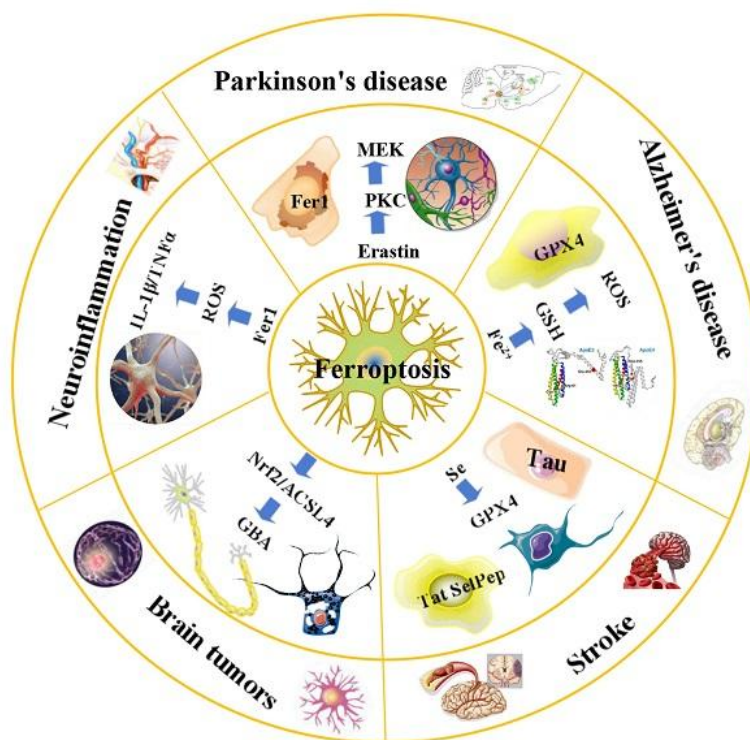 Parkinson's disease
MEK
PKC
Erastin
Fer1
Alzheimer's disease
GPX4
Fe2+
GSH
ROS
Stroke
Tau
Se
GPX4
Tat SelPep
Brain tumors
Nrf2/ACSL4
GBA
Neuroinflammation
IL-1β/TNFα
ROS
Fer1
Ferroptosis